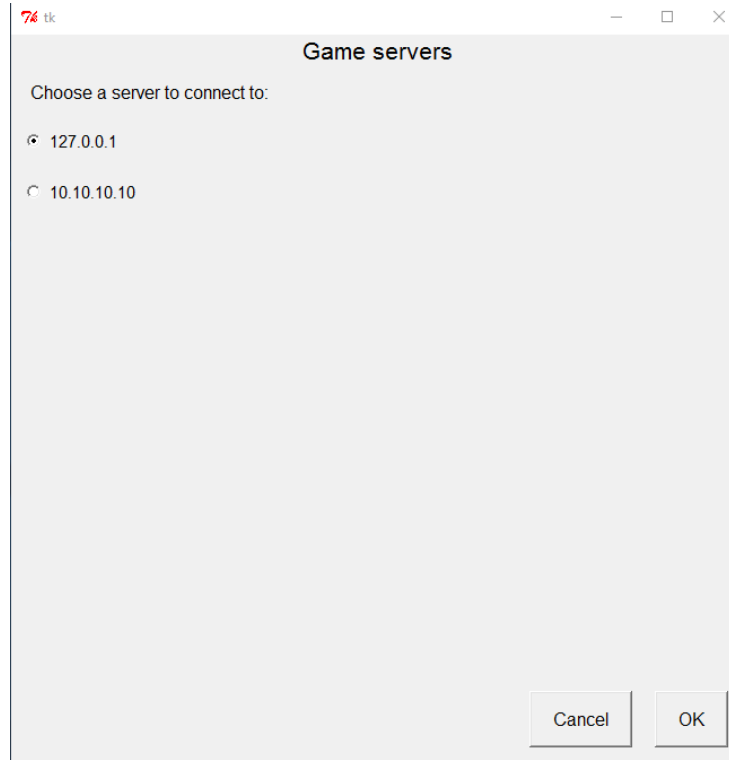 tk
Game servers
Choose a server to connect to:
127.0.0.1
10.10.10.10
Cancel OK